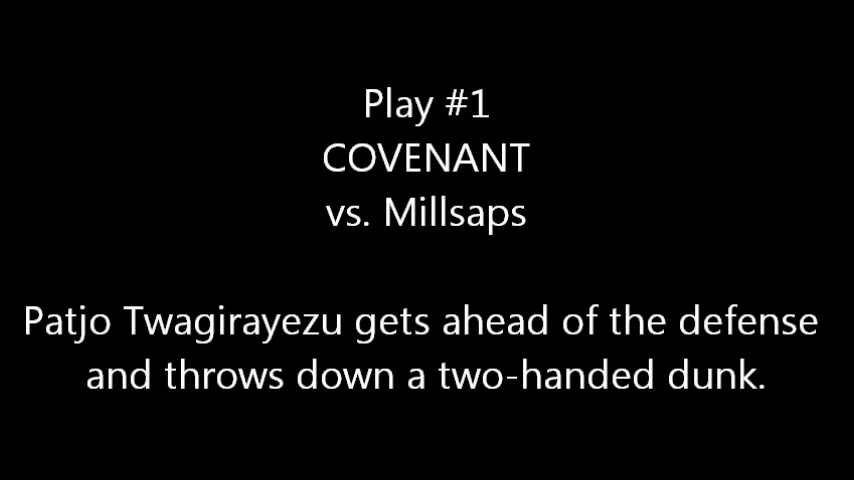 Play #1
COVENANT
vs. Millsaps
Patjo Twagirayezu gets ahead of the defense
and throws down a two-handed dunk.